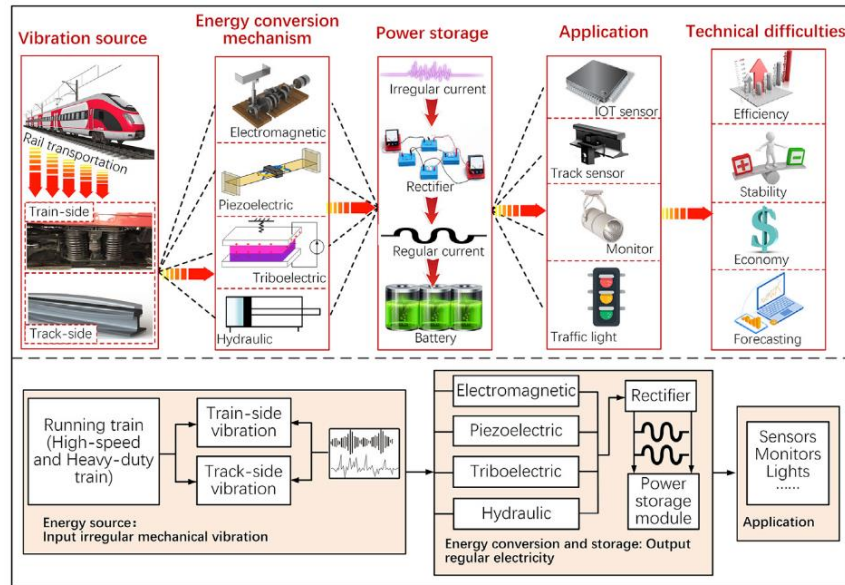 Vibration source
Energy conversion
mechanism
Power storage
Application
Technical difficulties
Rail transportation
Train-side
Track-side
Electromagnetic
Piezoelectric
Triboelectric
Hydraulic
Irregular current
Rectifier
Regular current
Battery
IOT sensor
Track sensor
Monitor
Traffic light
Efficiency
Stability
Economy
Forecasting
Running train
(High-speed
and Heavy-duty
train)
Train-side
vibration
Track-side
vibration
Energy source:
Input irregular mechanical vibration
Electromagnetic
Piezoelectric
Triboelectric
Hydraulic
Rectifier
Power
storage
module
Energy conversion and storage: Output
regular electricity
Sensors
Monitors
Lights
......
Application